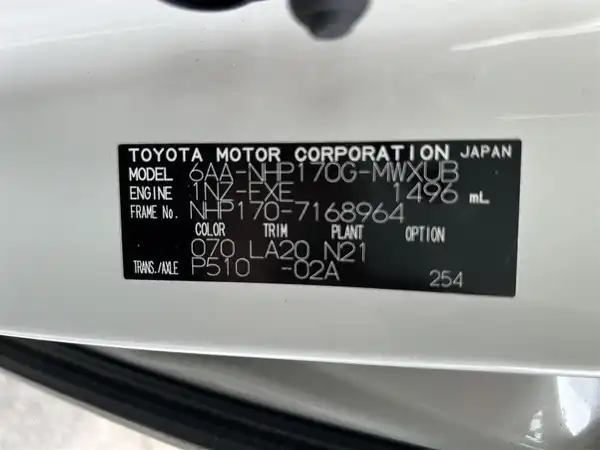 TOYOTA MOTOR CORPORATION JAPAN
MODEL 6AA-NHP170G-MWXUB
ENGINE 1NZ-EXE 1496 mL
FRAME No. NHP170-7168964
COLOR TRIM PLANT OPTION
070 LA20 N21
TRANS./AXLE P510 -02A 254